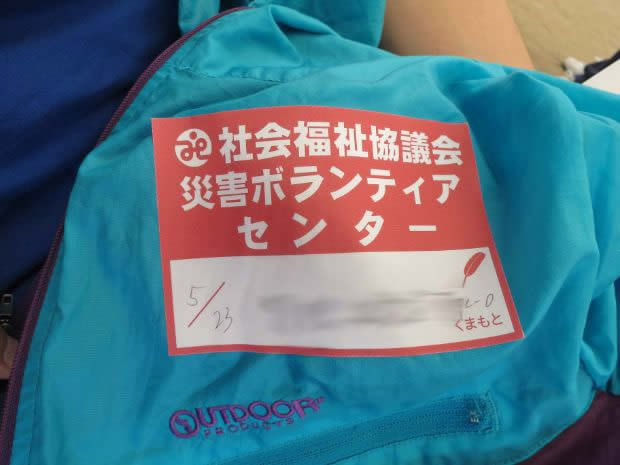 社会福祉協議会
災害ボランティア
センター
5/23
くまもと
OUTDOOR
PRODUCTS